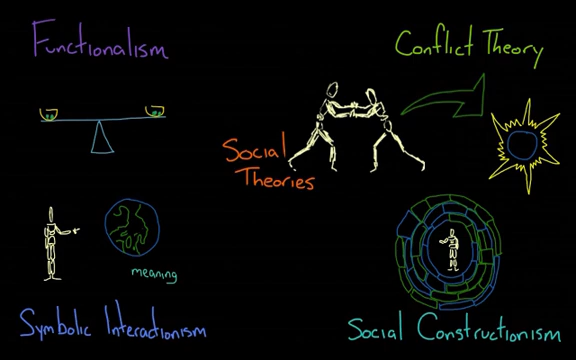 Functionalism
Conflict Theory
Social
Theories
meaning
Symbolic Interactionism
Social Constructionism